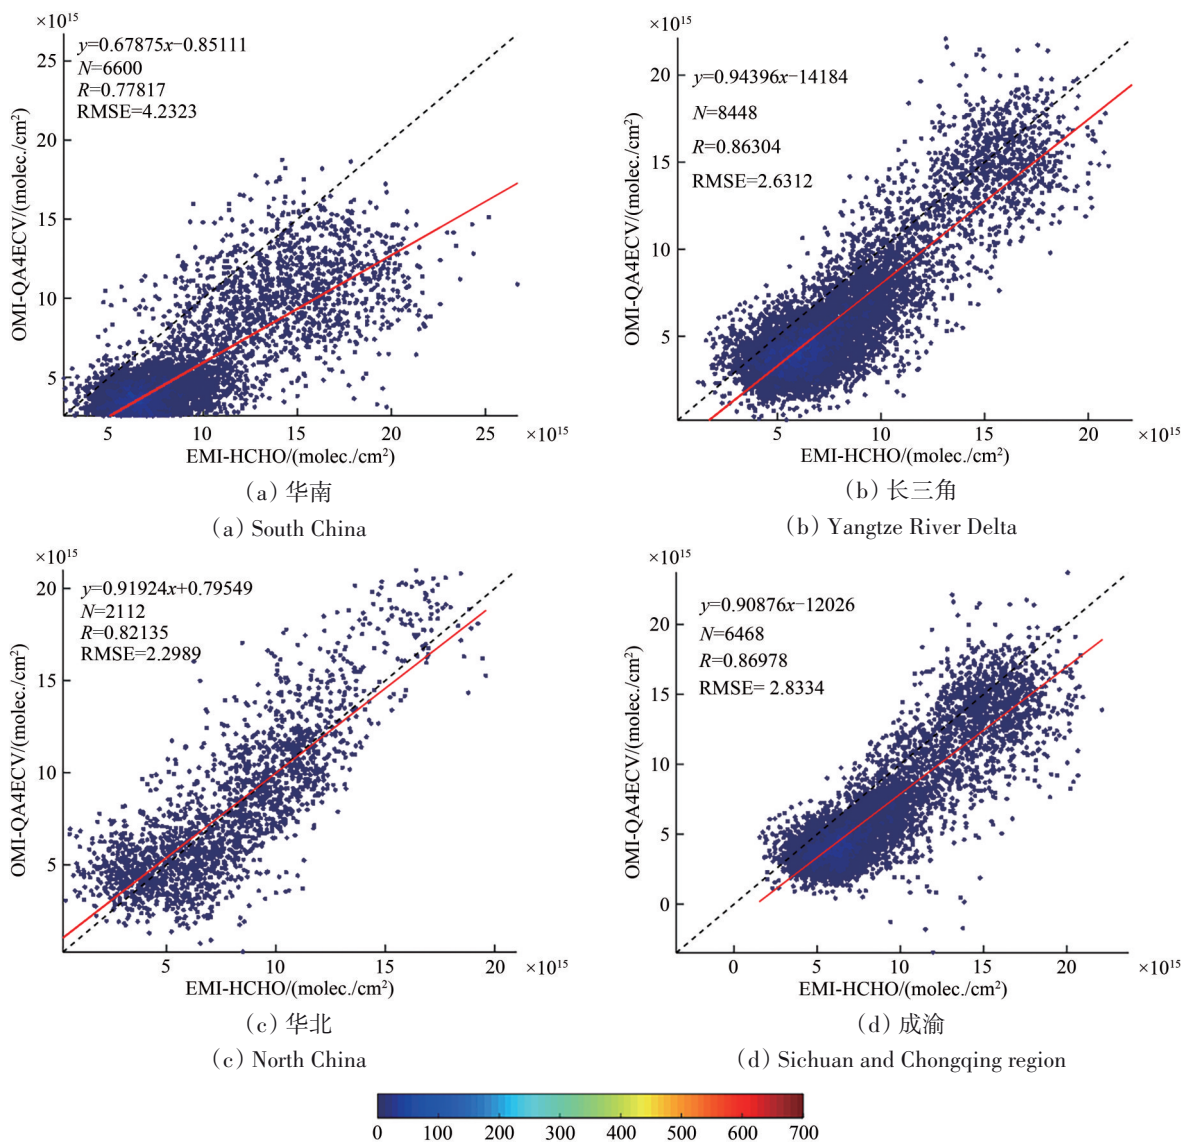 ×10¹⁵
y=0.67875x−0.85111
N=6600
R=0.77817
RMSE=4.2323
OMI-QA4ECV/(molec./cm²)
25
20
15
10
5
5 10 15 20 25 ×10¹⁵
EMI-HCHO/(molec./cm²)
(a) 华南
(a) South China
×10¹⁵
y=0.94396x−14184
N=8448
R=0.86304
RMSE=2.6312
OMI-QA4ECV/(molec./cm²)
20
15
10
5
5 10 15 20 ×10¹⁵
EMI-HCHO/(molec./cm²)
(b) 长三角
(b) Yangtze River Delta
×10¹⁵
y=0.91924x+0.79549
N=2112
R=0.82135
RMSE=2.2989
OMI-QA4ECV/(molec./cm²)
20
15
10
5
5 10 15 20 ×10¹⁵
EMI-HCHO/(molec./cm²)
(c) 华北
(c) North China
×10¹⁵
y=0.90876x−12026
N=6468
R=0.86978
RMSE= 2.8334
OMI-QA4ECV/(molec./cm²)
20
15
10
5
0
0 5 10 15 20 ×10¹⁵
EMI-HCHO/(molec./cm²)
(d) 成渝
(d) Sichuan and Chongqing region
0 100 200 300 400 500 600 700